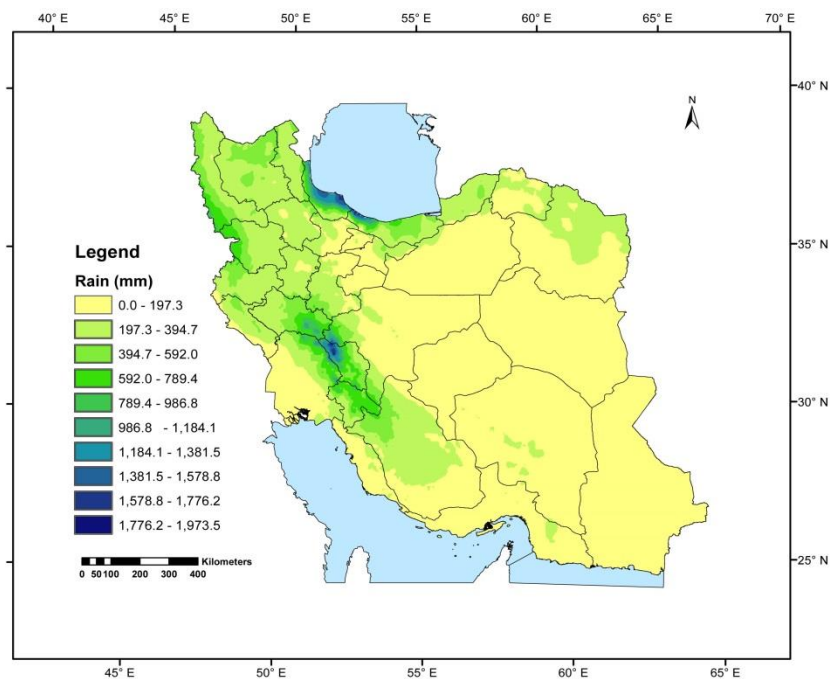 40° E 45° E 50° E 55° E 60° E 65° E 70° E
40° N
N
35° N
Legend
Rain (mm)
0.0 - 197.3
197.3 - 394.7
394.7 - 592.0
592.0 - 789.4
789.4 - 986.8
986.8 - 1,184.1
1,184.1 - 1,381.5
1,381.5 - 1,578.8
1,578.8 - 1,776.2
1,776.2 - 1,973.5
30° N
Kilometers
0 50 100 200 300 400
25° N
45° E 50° E 55° E 60° E 65° E